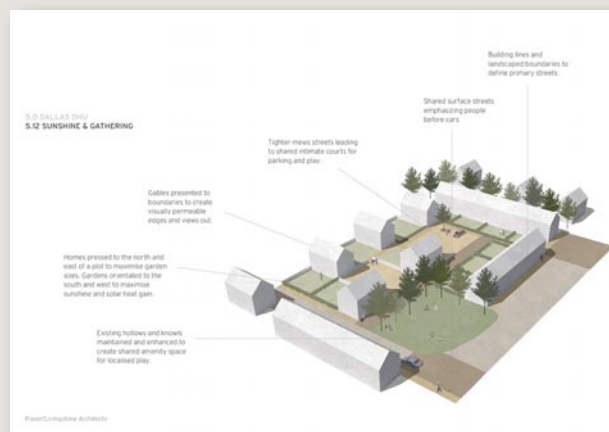 5.0 DALLAS DHU
5.12 SUNSHINE & GATHERING
Building lines and
landscaped boundaries to
define primary streets.
Shared surface streets
emphasizing people
before cars
Tighter mews streets leading
to shared intimate courts for
parking and play.
Gables presented to
boundaries to create
visually permeable
edges and views out.
Homes pressed to the north and
east of a plot to maximise garden
sizes. Gardens orientated to the
south and west to maximise
sunshine and solar heat gain.
Existing hollows and knowls
maintained and enhanced to
create shared amenity space
for localised play.
Fraser/Livingstone Architects